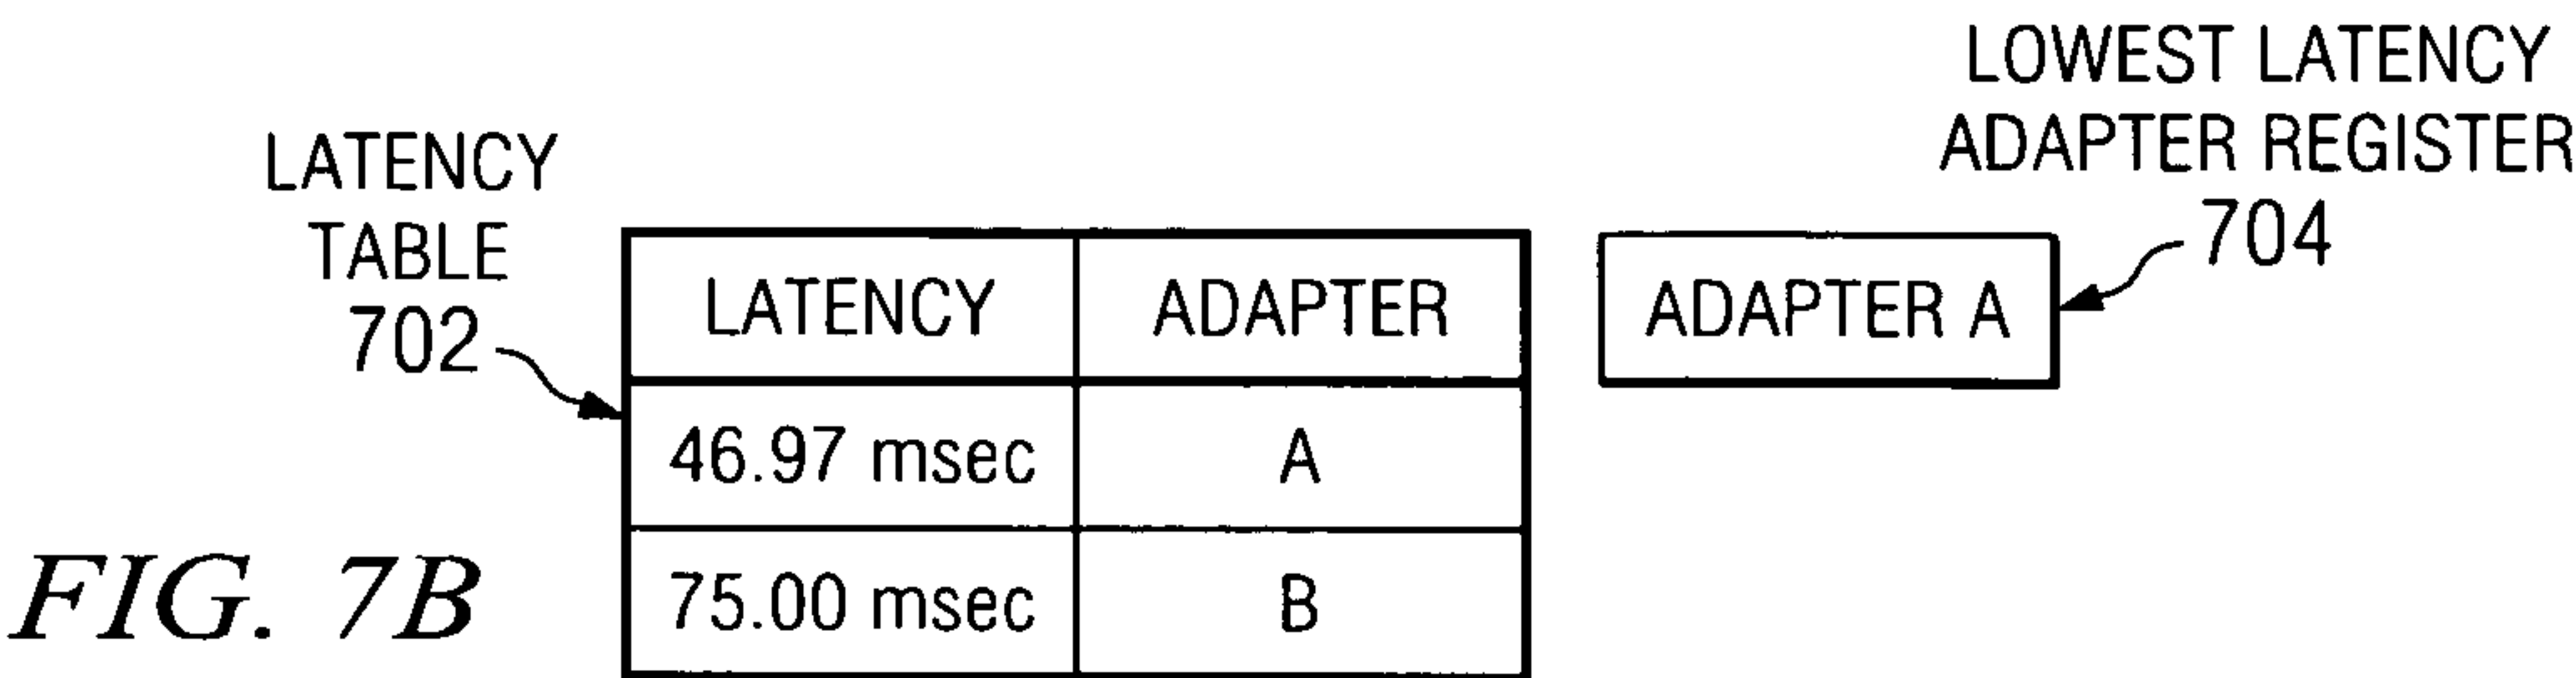 LOWEST LATENCY
ADAPTER REGISTER
704
LATENCY
TABLE
702
LATENCY ADAPTER
46.97 msec A
75.00 msec B
ADAPTER A
FIG. 7B